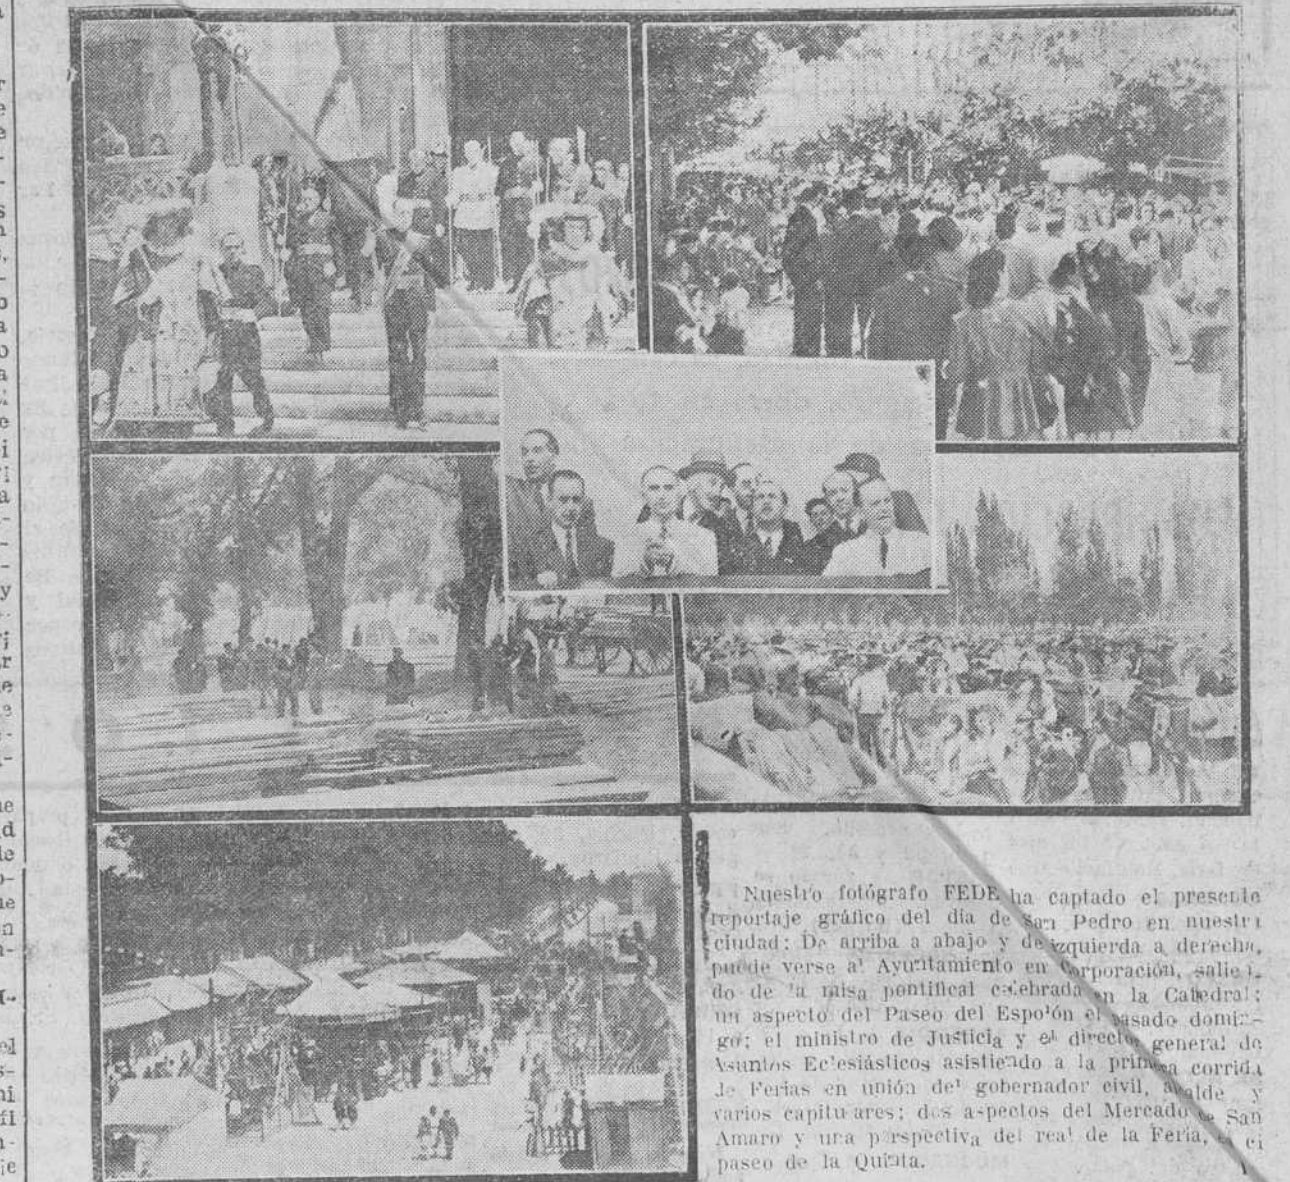 Nuestro fotógrafo FEDE ha captado el presente
reportaje gráfico del día de San Pedro en nuestra
ciudad: De arriba a abajo y de izquierda a derecha,
puede verse al Ayuntamiento en Corporación, salien-
do de la misa pontifical celebrada en la Catedral;
un aspecto del Paseo del Espolón el pasado domin-
go; el ministro de Justicia y el director general de
Asuntos Eclesiásticos asistiendo a la primera corrida
de Ferias en unión del gobernador civil, alcalde y
varios capitulares; dos aspectos del Mercado de San
Amaro y una perspectiva del real de la Feria, el
paseo de la Quinta.